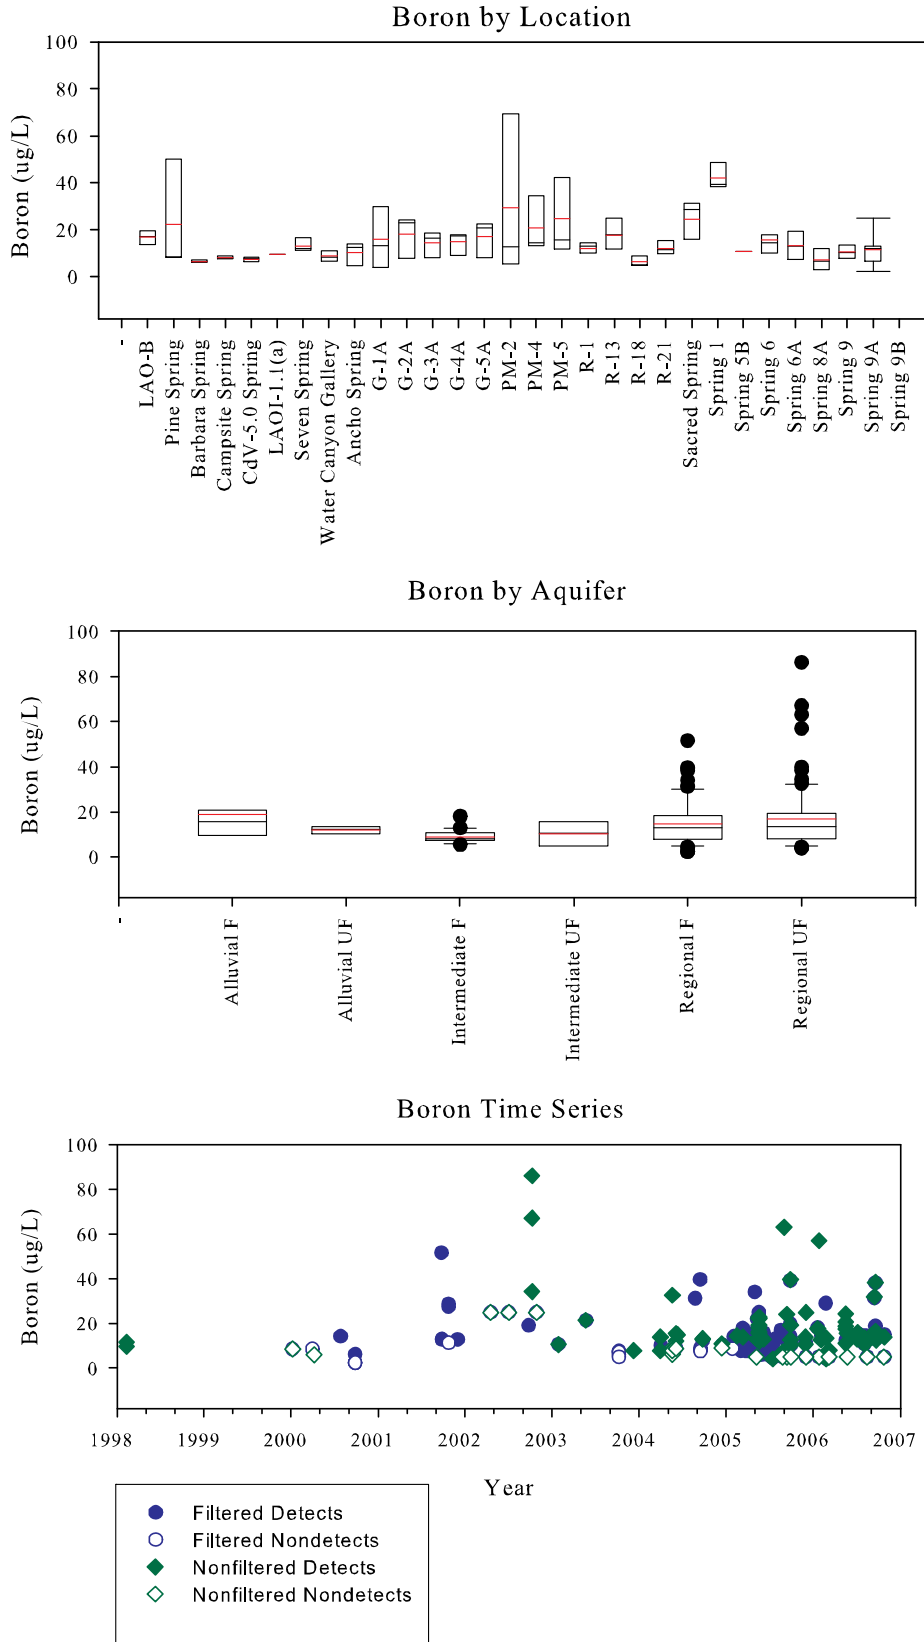 Boron by Location
100
80
60
40
20
0
Boron (ug/L)
-
LAO-B
Pine Spring
Barbara Spring
Campsite Spring
CdV-5.0 Spring
LAOI-1.1(a)
Seven Spring
Water Canyon Gallery
Ancho Spring
G-1A
G-2A
G-3A
G-4A
G-5A
PM-2
PM-4
PM-5
R-1
R-13
R-18
R-21
Sacred Spring
Spring 1
Spring 5B
Spring 6
Spring 6A
Spring 8A
Spring 9
Spring 9A
Spring 9B
Boron by Aquifer
100
80
60
40
20
0
Boron (ug/L)
-
Alluvial F
Alluvial UF
Intermediate F
Intermediate UF
Regional F
Regional UF
Boron Time Series
100
80
60
40
20
0
Boron (ug/L)
1998 1999 2000 2001 2002 2003 2004 2005 2006 2007
Year
Filtered Detects
Filtered Nondetects
Nonfiltered Detects
Nonfiltered Nondetects